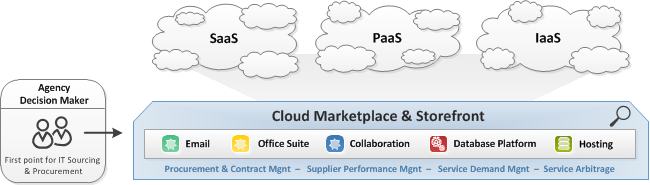 SaaS
PaaS
IaaS
Agency
Decision Maker
First point for IT Sourcing
& Procurement
Cloud Marketplace & Storefront
Email
Office Suite
Collaboration
Database Platform
Hosting
Procurement & Contract Mgnt – Supplier Performance Mgnt – Service Demand Mgnt – Service Arbitrage